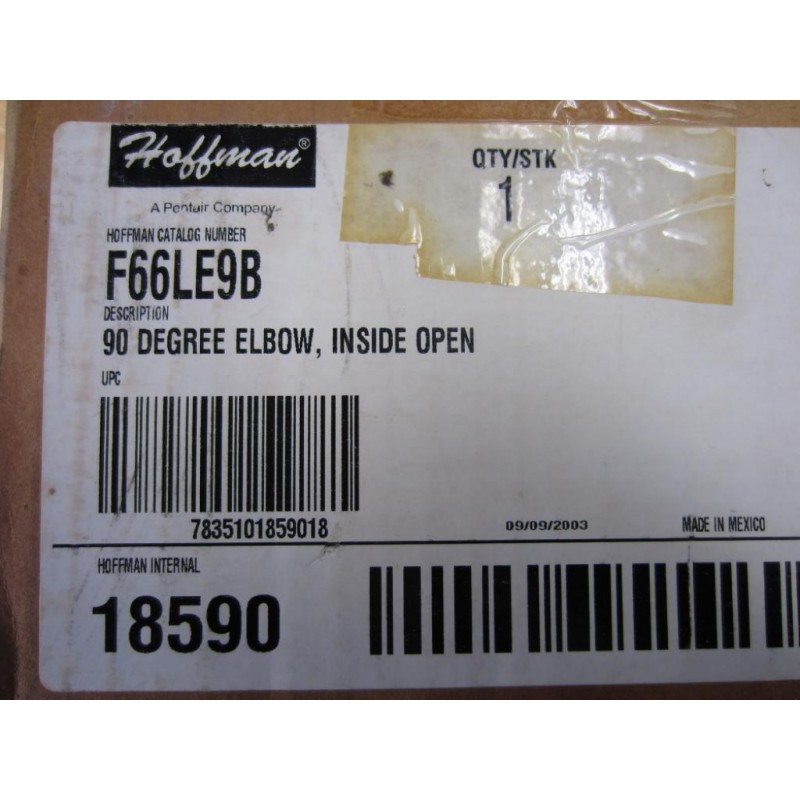 Hoffman®
A Pentair Company
QTY/STK
1
HOFFMAN CATALOG NUMBER
F66LE9B
DESCRIPTION
90 DEGREE ELBOW, INSIDE OPEN
UPC
7835101859018
09/09/2003
MADE IN MEXICO
HOFFMAN INTERNAL
18590